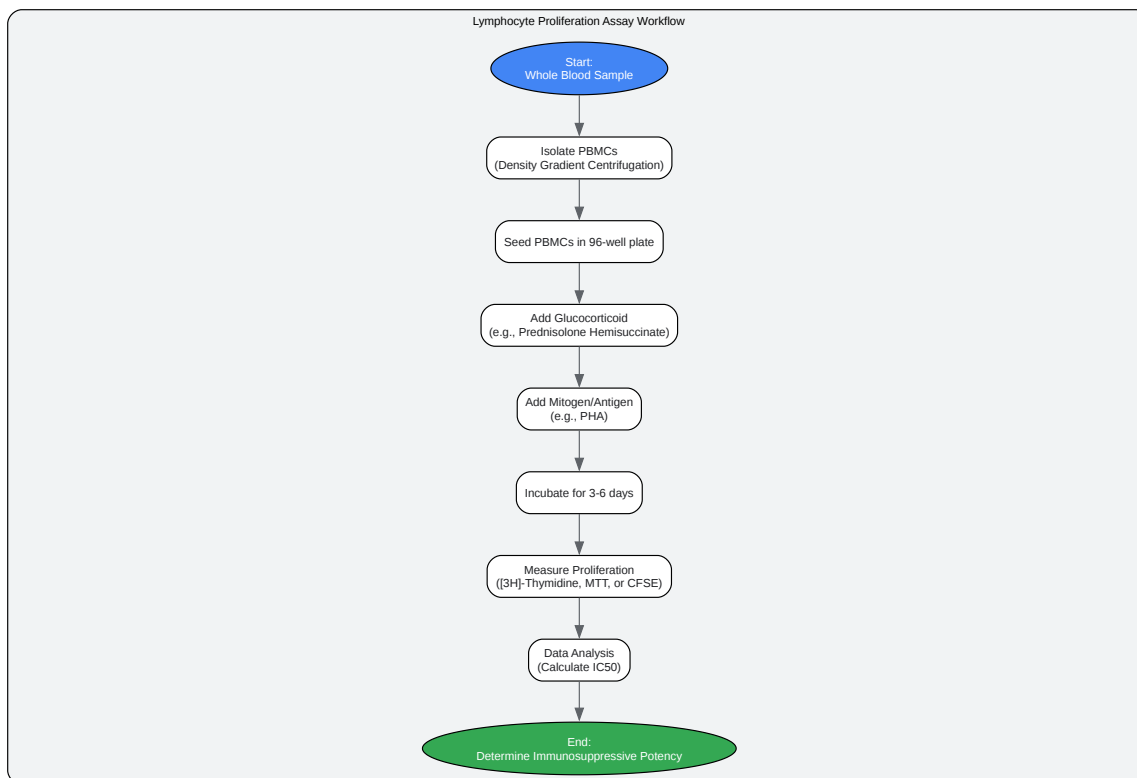 Lymphocyte Proliferation Assay Workflow
Start:
Whole Blood Sample
Isolate PBMCs
(Density Gradient Centrifugation)
Seed PBMCs in 96-well plate
Add Glucocorticoid
(e.g., Prednisolone Hemisuccinate)
Add Mitogen/Antigen
(e.g., PHA)
Incubate for 3-6 days
Measure Proliferation
([3H]-Thymidine, MTT, or CFSE)
Data Analysis
(Calculate IC50)
End:
Determine Immunosuppressive Potency